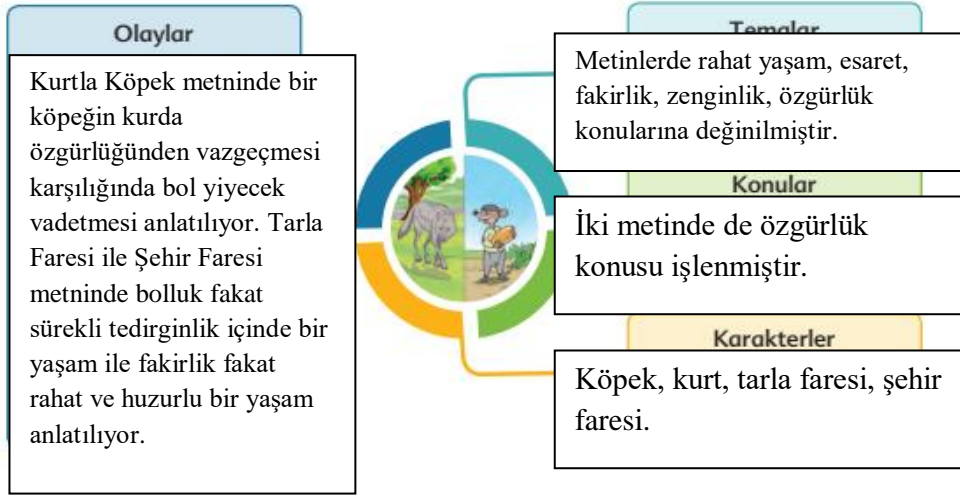 Olaylar
Kurtla Köpek metninde bir
köpeğin kurda
özgürlüğünden vazgeçmesi
karşılığında bol yiyecek
vadetmesi anlatılıyor. Tarla
Faresi ile Şehir Faresi
metninde bolluk fakat
sürekli tedirginlik içinde bir
yaşam ile fakirlik fakat
rahat ve huzurlu bir yaşam
anlatılıyor.
Temalar
Metinlerde rahat yaşam, esaret,
fakirlik, zenginlik, özgürlük
konularına değinilmiştir.
Konular
İki metinde de özgürlük
konusu işlenmiştir.
Karakterler
Köpek, kurt, tarla faresi, şehir
faresi.